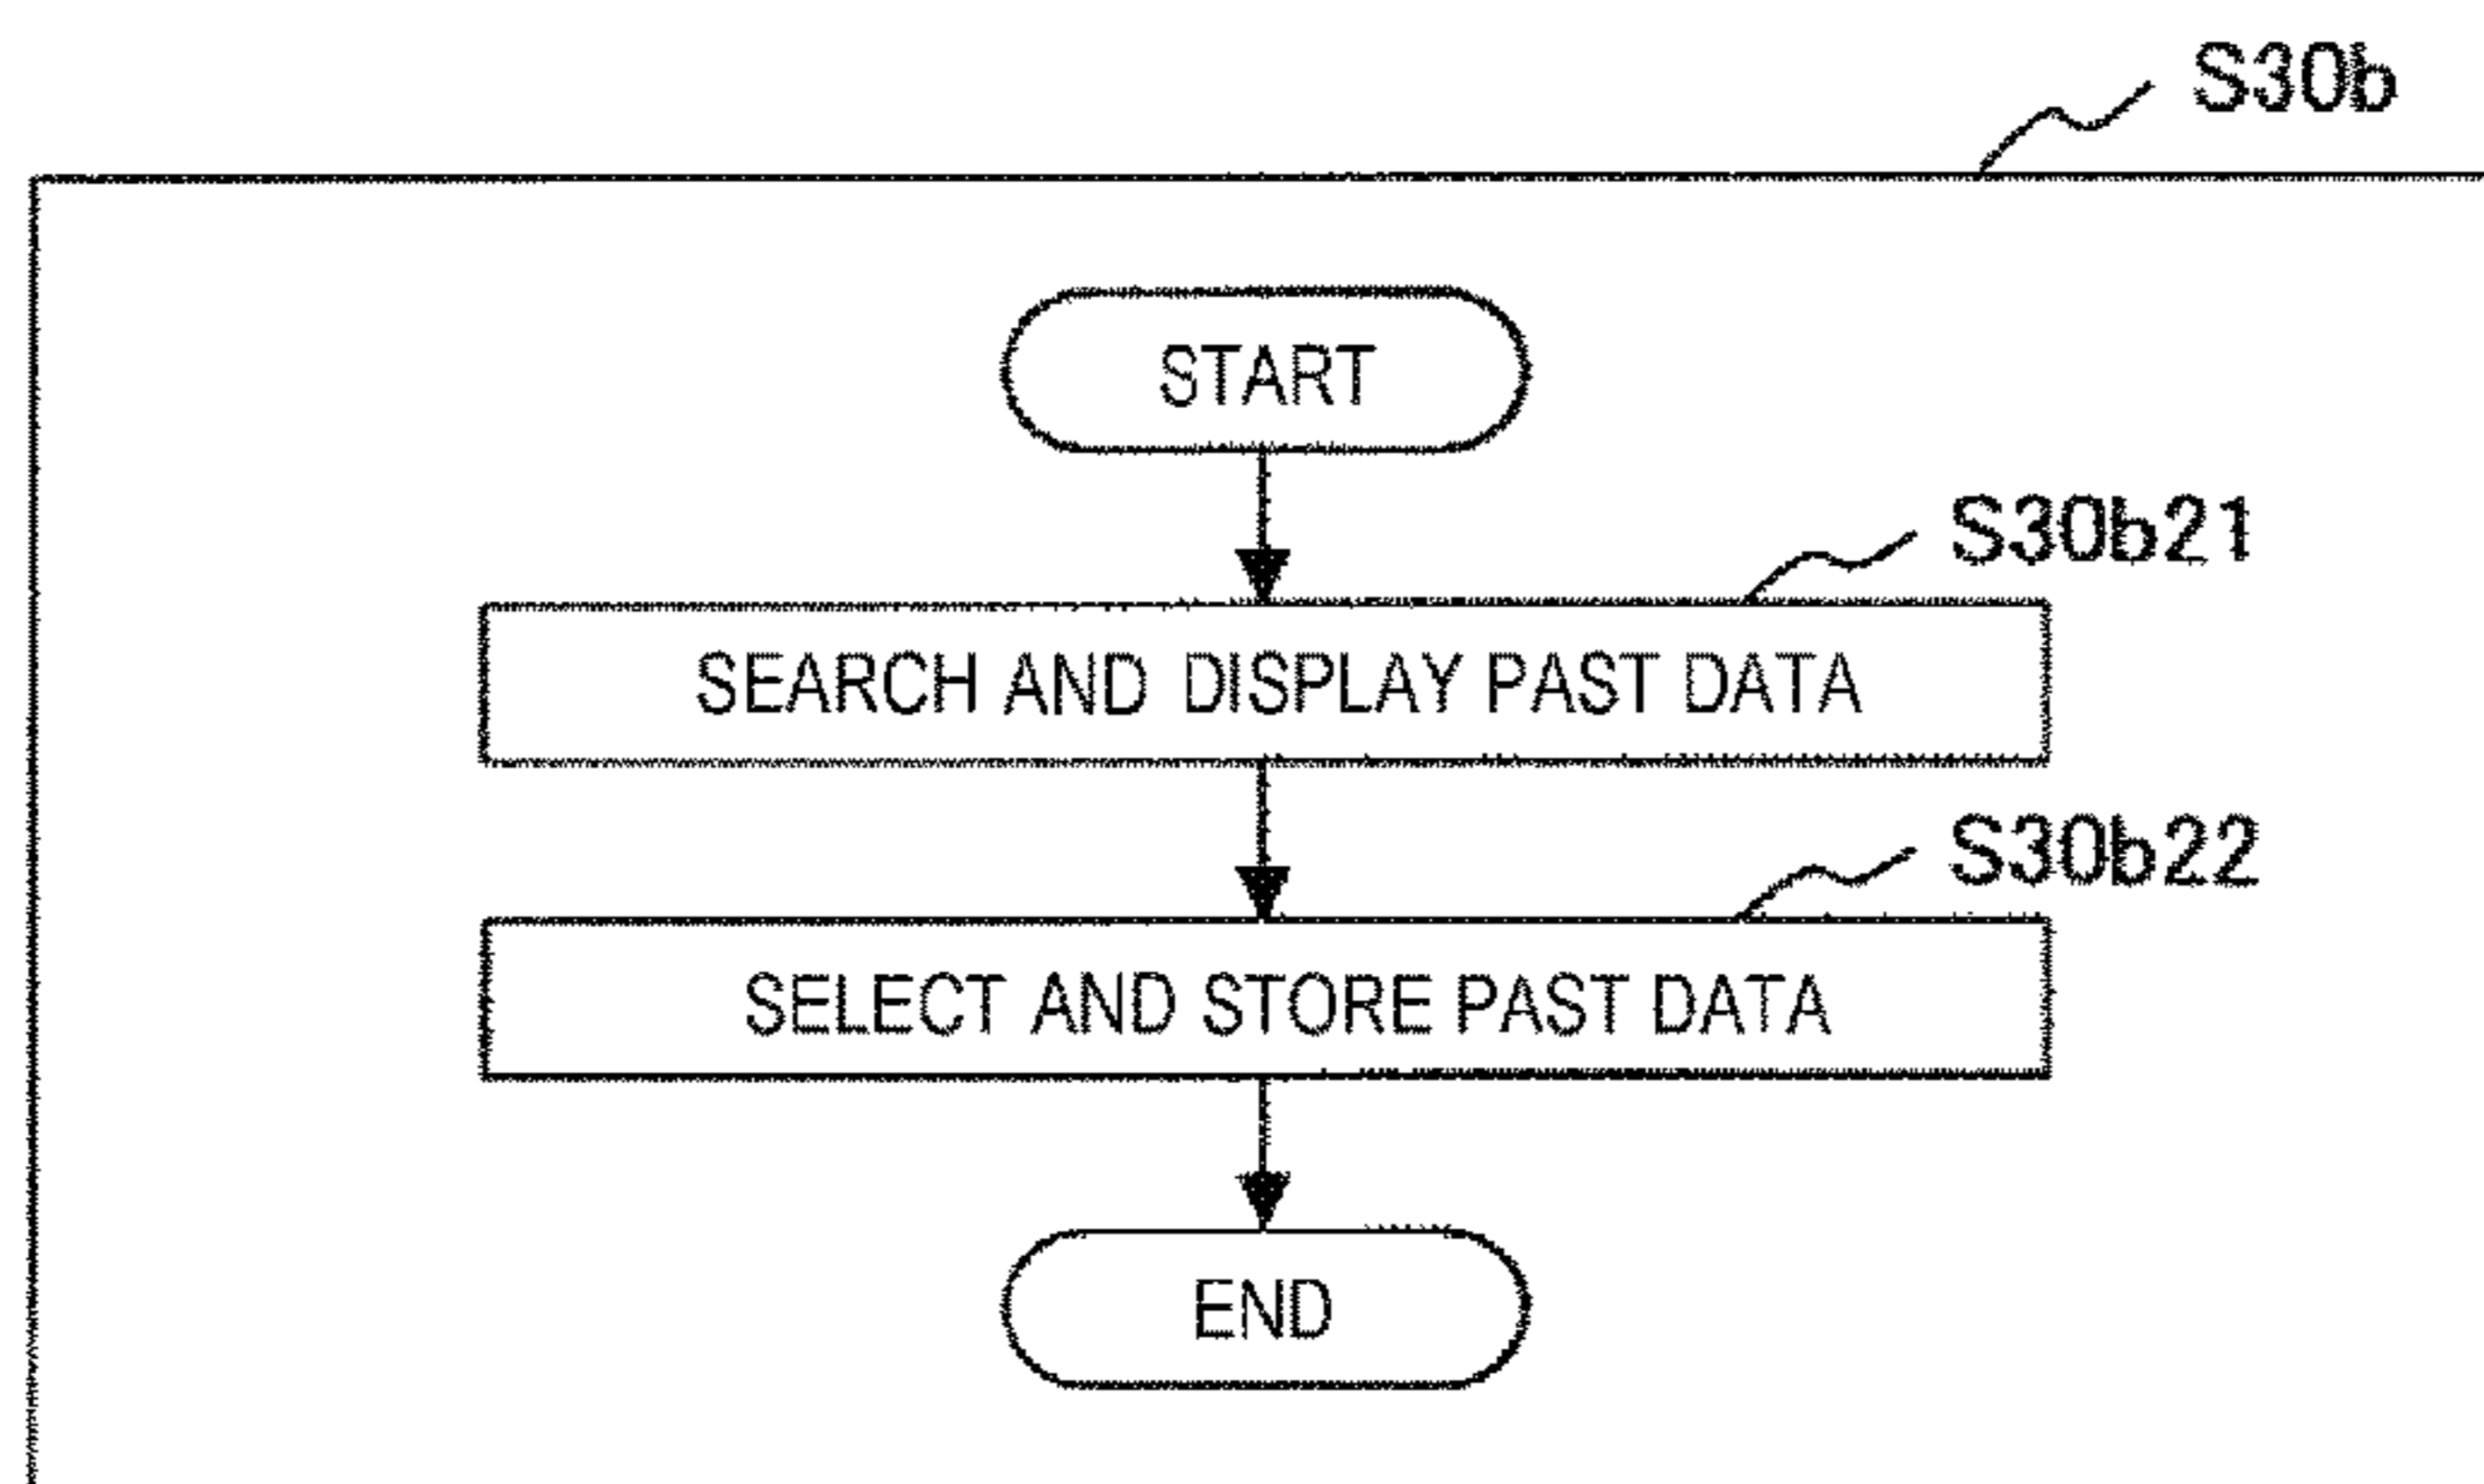 S30b
START
S30b21
SEARCH AND DISPLAY PAST DATA
S30b22
SELECT AND STORE PAST DATA
END